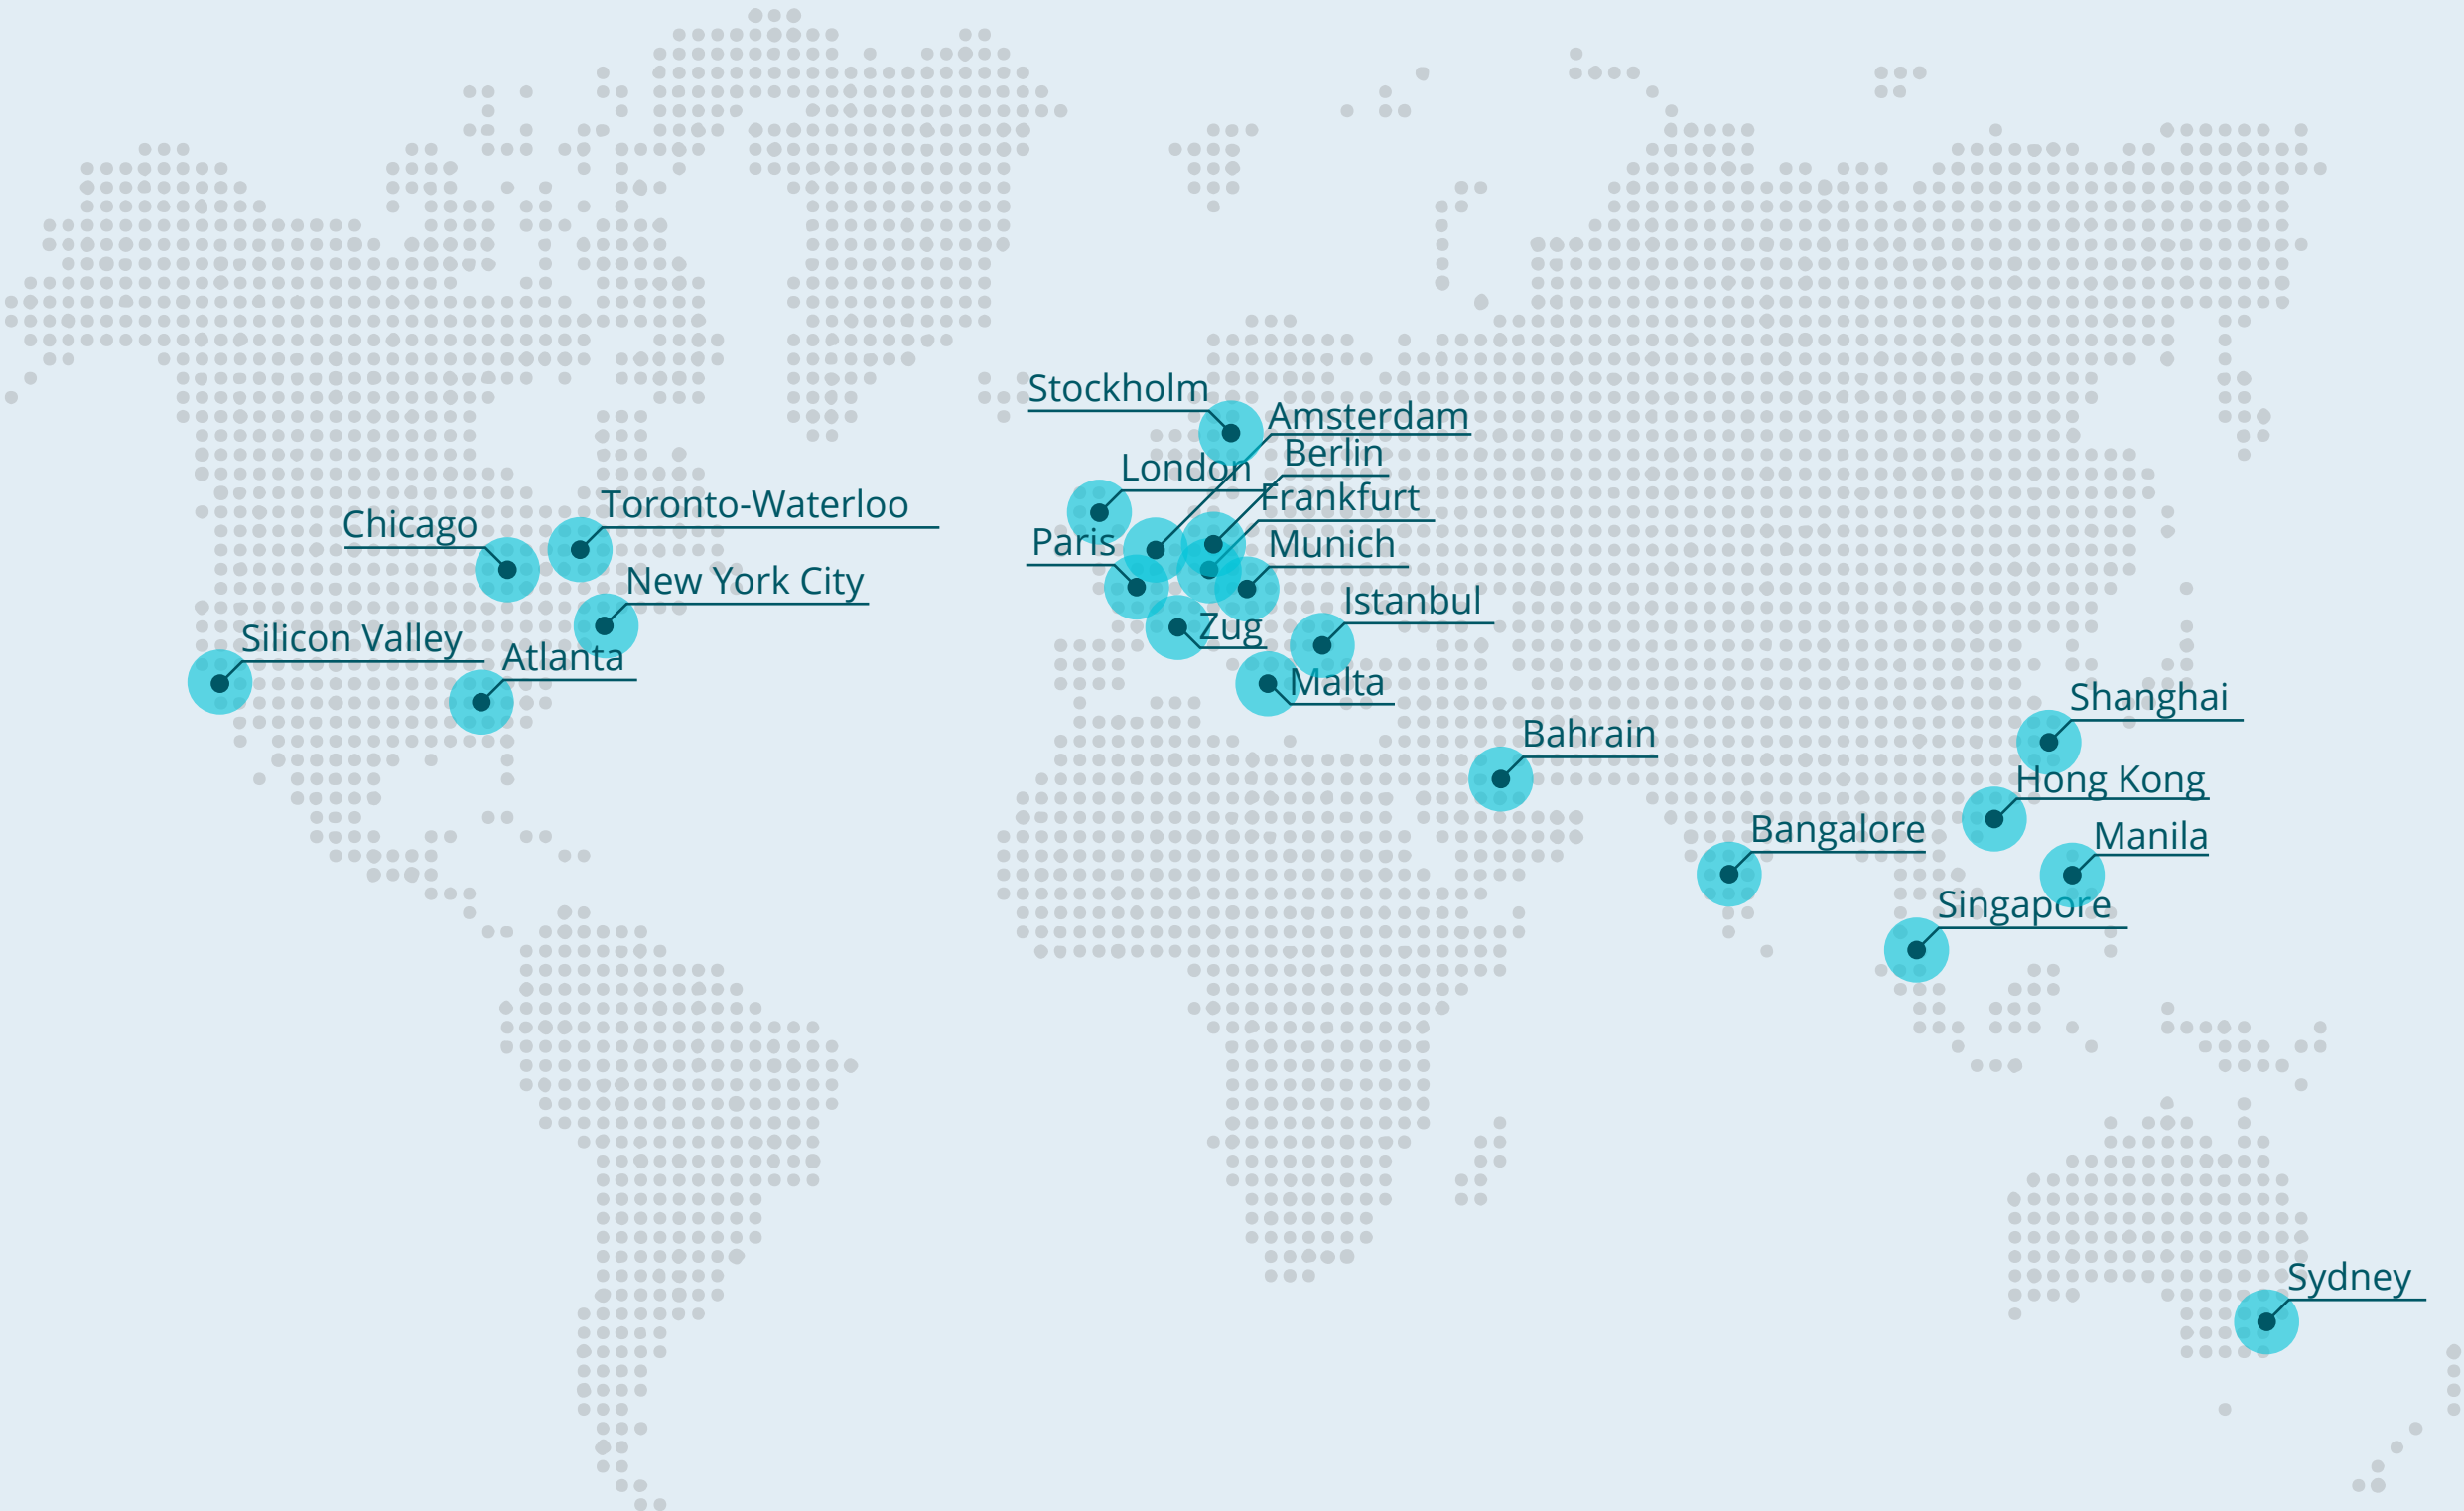 Stockholm
Amsterdam
Berlin
London
Frankfurt
Toronto-Waterloo
Chicago
Paris
Munich
New York City
Istanbul
Zug
Silicon Valley
Atlanta
Malta
Shanghai
Bahrain
Hong Kong
Bangalore
Manila
Singapore
Sydney